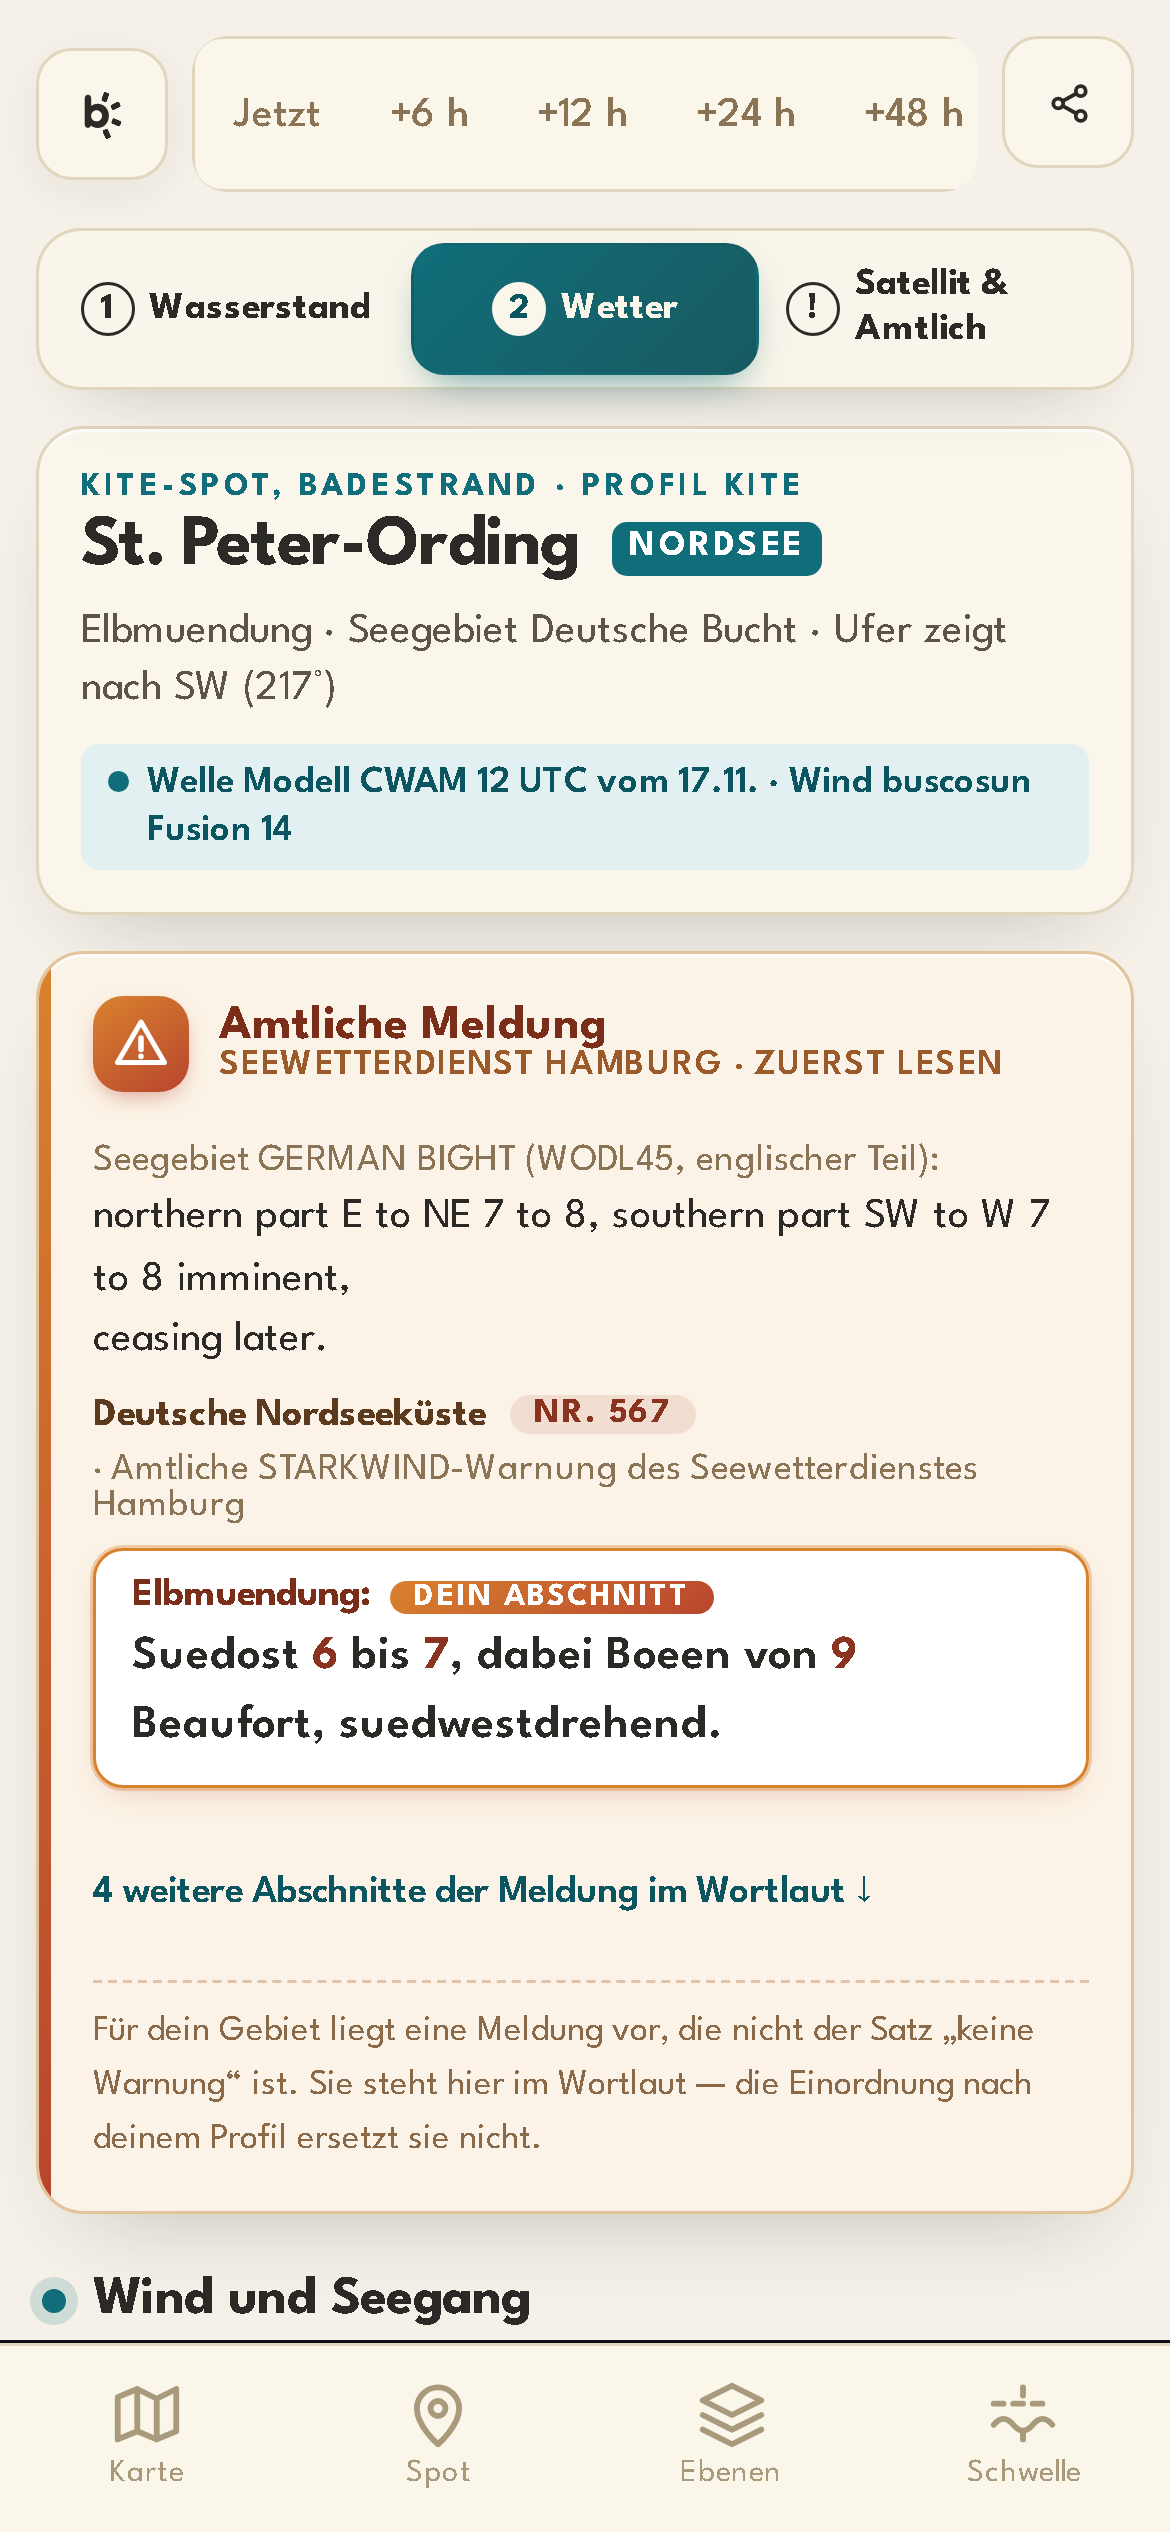 b
Jetzt +6 h +12 h +24 h +48 h
1 Wasserstand
2 Wetter
! Satellit &
Amtlich
KITE-SPOT, BADESTRAND · PROFIL KITE
St. Peter-Ording NORDSEE
Elbmuendung · Seegebiet Deutsche Bucht · Ufer zeigt
nach SW (217°)
Welle Modell CWAM 12 UTC vom 17.11. · Wind buscosun
Fusion 14
Amtliche Meldung
SEEWETTERDIENST HAMBURG · ZUERST LESEN
Seegebiet GERMAN BIGHT (WODL45, englischer Teil):
northern part E to NE 7 to 8, southern part SW to W 7
to 8 imminent,
ceasing later.
Deutsche Nordseeküste NR. 567
· Amtliche STARKWIND-Warnung des Seewetterdienstes
Hamburg
Elbmuendung: DEIN ABSCHNITT
Suedost 6 bis 7, dabei Boeen von 9
Beaufort, suedwestdrehend.
4 weitere Abschnitte der Meldung im Wortlaut ↓
Für dein Gebiet liegt eine Meldung vor, die nicht der Satz „keine
Warnung“ ist. Sie steht hier im Wortlaut — die Einordnung nach
deinem Profil ersetzt sie nicht.
Wind und Seegang
Karte Spot Ebenen Schwelle